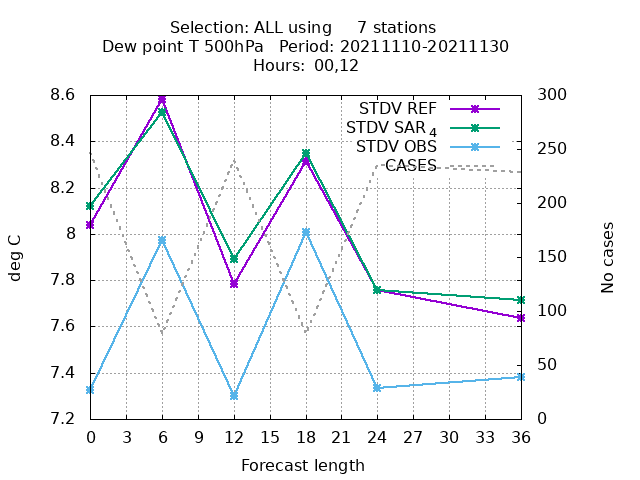 Selection: ALL using     7 stations
Dew point T 500hPa   Period: 20211110-20211130
Hours:  00,12
8.6
8.4
8.2
8
7.8
7.6
7.4
7.2
deg C
STDV REF
STDV SAR 4
STDV OBS
CASES
300
250
200
150
100
50
0
No cases
0 3 6 9 12 15 18 21 24 27 30 33 36
Forecast length